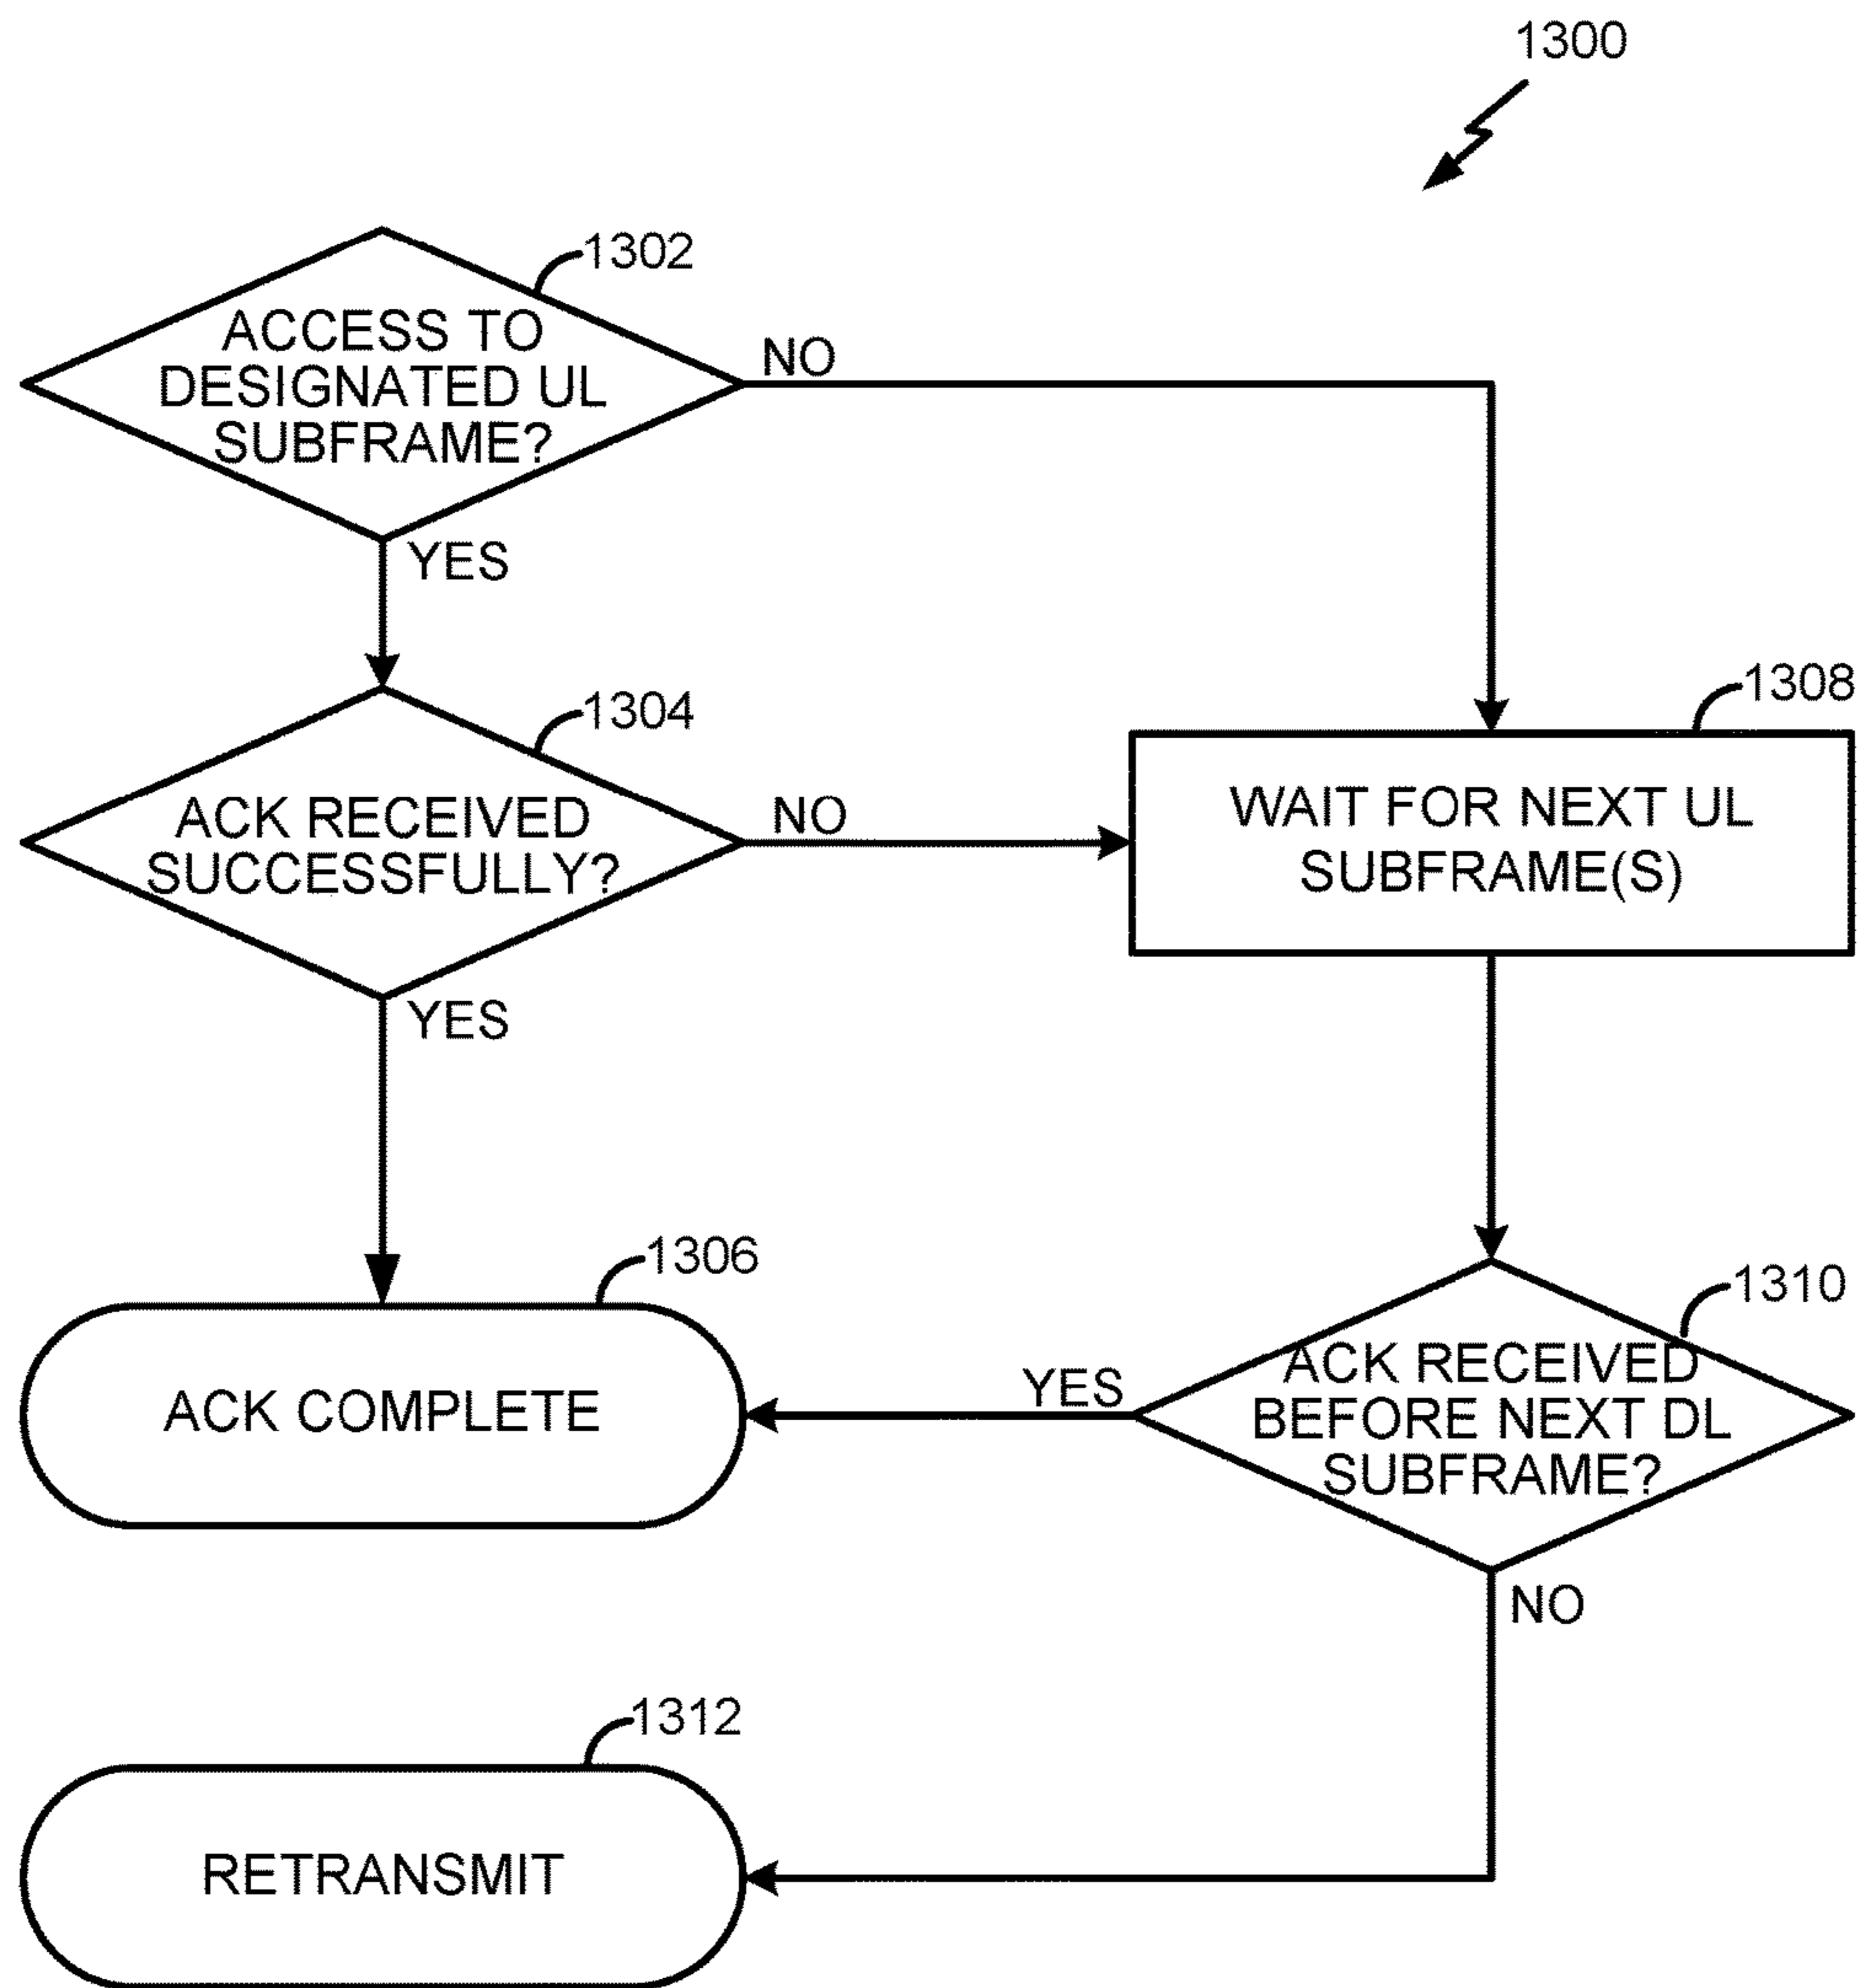 1300
1302
ACCESS TO
DESIGNATED UL
SUBFRAME?
NO
YES
1304
ACK RECEIVED
SUCCESSFULLY?
NO
YES
1308
WAIT FOR NEXT UL
SUBFRAME(S)
1306
ACK COMPLETE
1310
ACK RECEIVED
BEFORE NEXT DL
SUBFRAME?
YES
NO
1312
RETRANSMIT